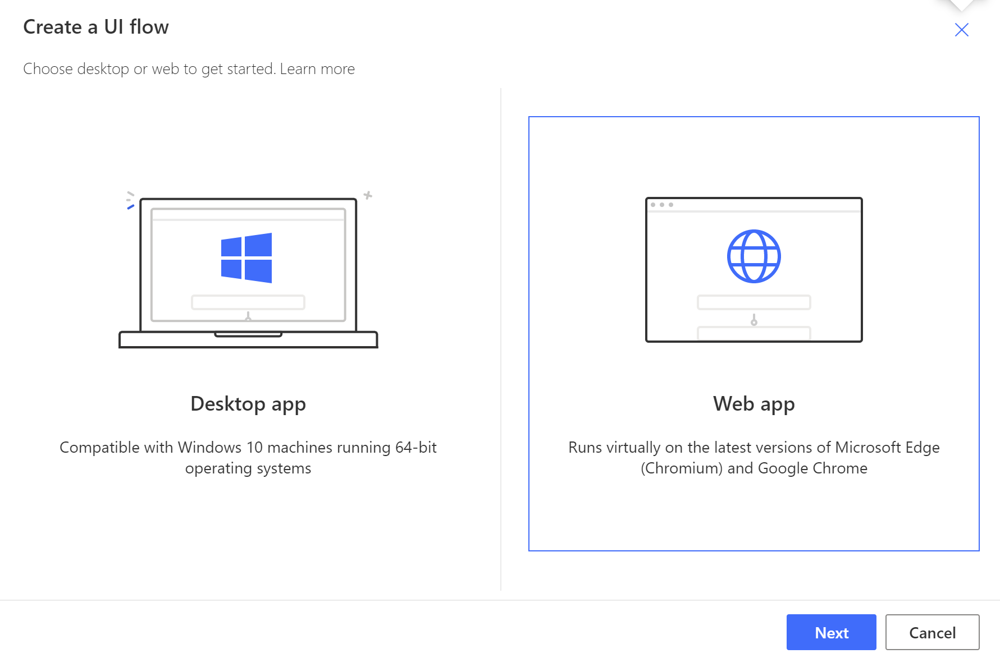 Create a UI flow
Choose desktop or web to get started. Learn more
Desktop app
Compatible with Windows 10 machines running 64-bit
operating systems
Web app
Runs virtually on the latest versions of Microsoft Edge
(Chromium) and Google Chrome
Next
Cancel